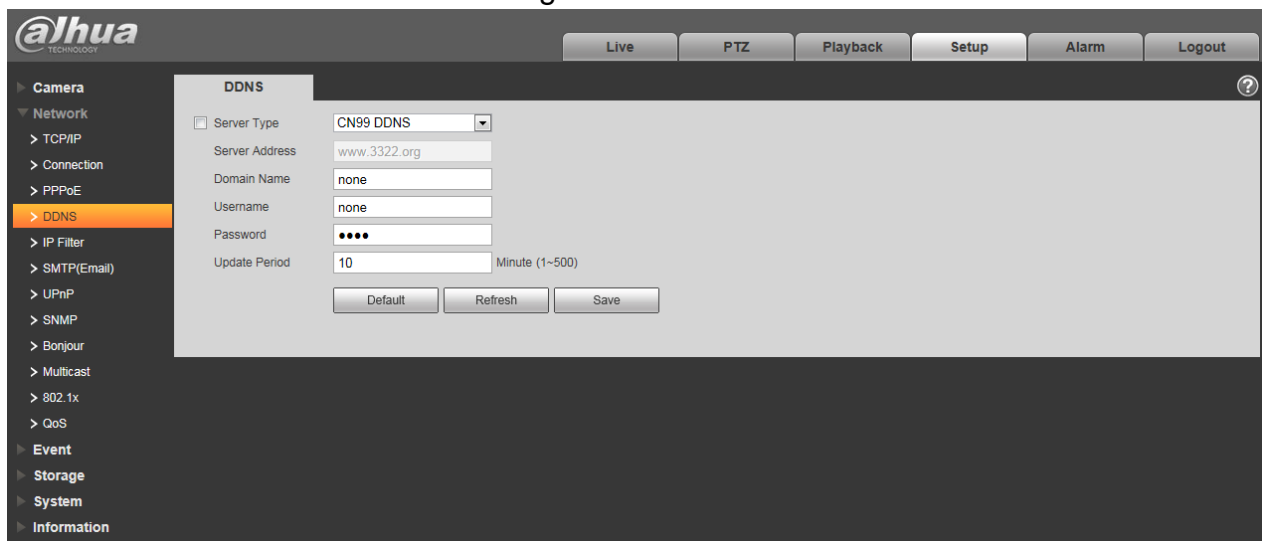 alhua
TECHNOLOGY
Live PTZ Playback Setup Alarm Logout
Camera
Network
> TCP/IP
> Connection
> PPPoE
> DDNS
> IP Filter
> SMTP(Email)
> UPnP
> SNMP
> Bonjour
> Multicast
> 802.1x
> QoS
Event
Storage
System
Information
DDNS ?
Server Type CN99 DDNS
Server Address www.3322.org
Domain Name none
Username none
Password ●●●●
Update Period 10 Minute (1~500)
Default Refresh Save